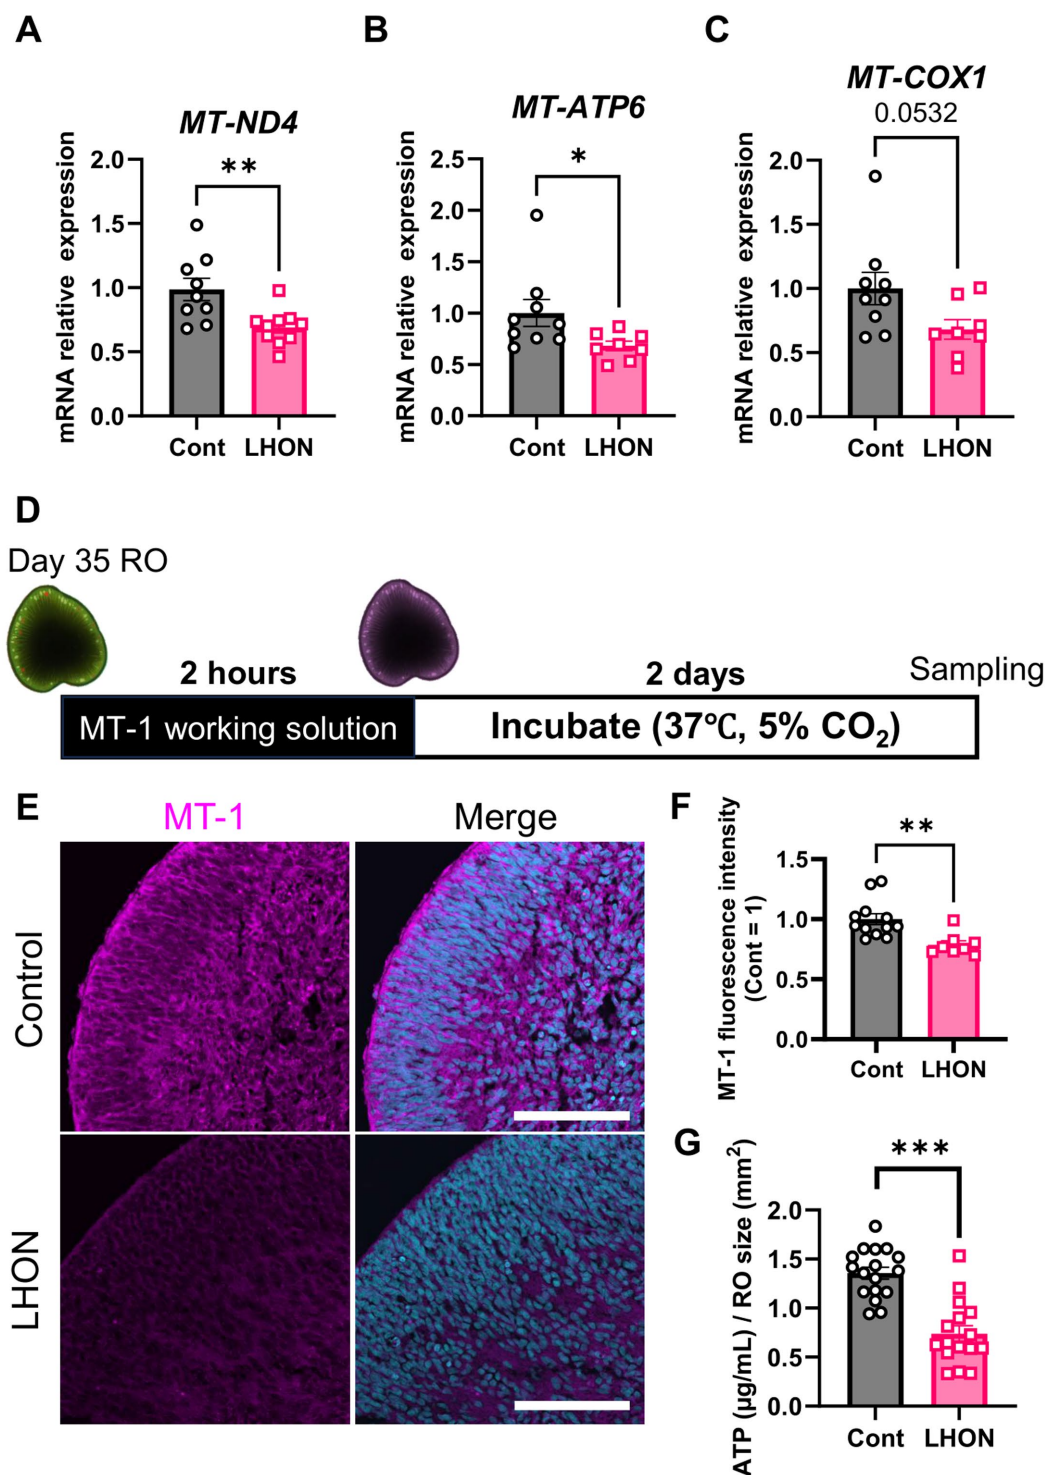 A
MT-ND4
**
mRNA relative expression
2.0
1.5
1.0
0.5
0.0
Cont LHON
B
MT-ATP6
*
mRNA relative expression
2.5
2.0
1.5
1.0
0.5
0.0
Cont LHON
C
MT-COX1
0.0532
mRNA relative expression
2.0
1.5
1.0
0.5
0.0
Cont LHON
D
Day 35 RO
2 hours
2 days
Sampling
MT-1 working solution
Incubate (37℃, 5% CO₂)
E
MT-1
Merge
Control
LHON
F
MT-1 fluorescence intensity
(Cont = 1)
**
1.5
1.0
0.5
0.0
Cont LHON
G
ATP (μg/mL) / RO size (mm²)
***
2.0
1.5
1.0
0.5
0.0
Cont LHON